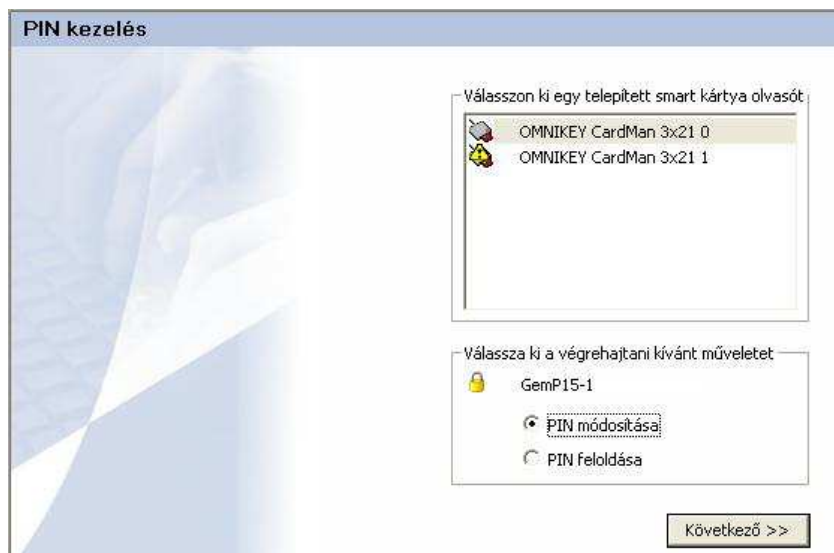 PIN kezelés
Válasszon ki egy telepített smart kártya olvasót
OMNIKEY CardMan 3x21 0
OMNIKEY CardMan 3x21 1
Válassza ki a végrehajtani kívánt műveletet
GemP15-1
PIN módosítása
PIN feloldása
Következő >>